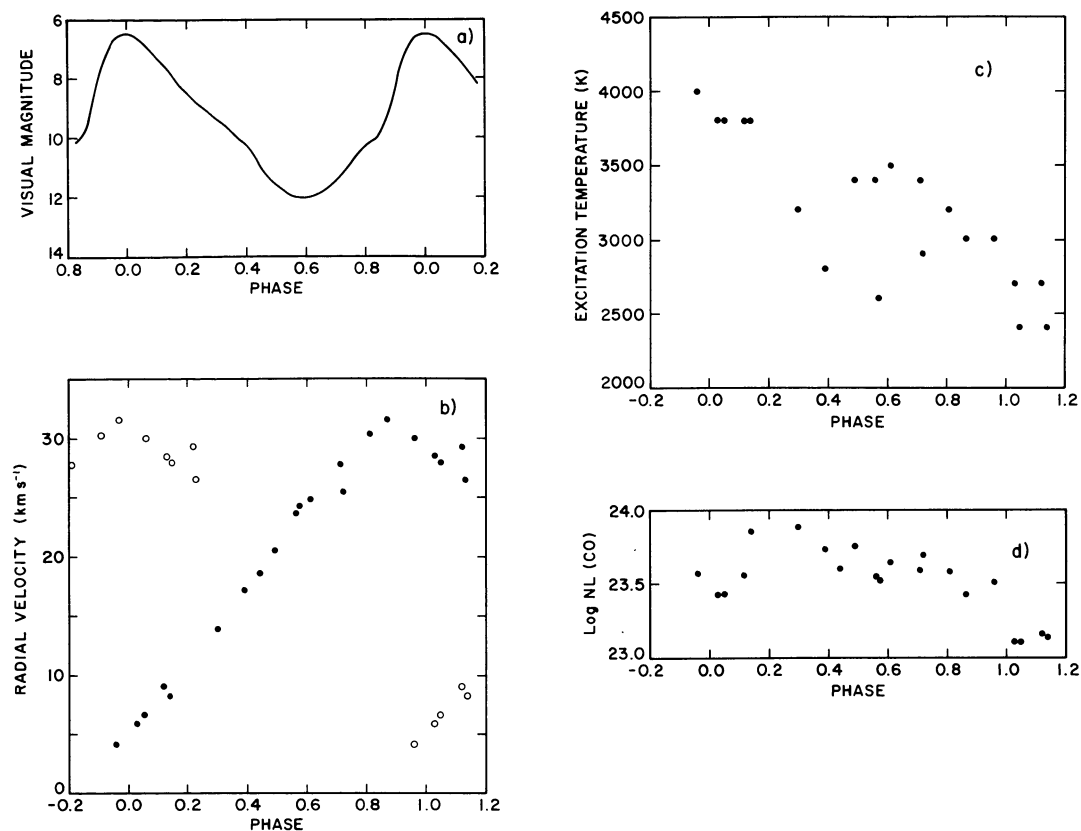 a)
VISUAL MAGNITUDE
6
8
10
12
14
0.8 0.0 0.2 0.4 0.6 0.8 0.0 0.2
PHASE
b)
RADIAL VELOCITY (km s⁻¹)
30
20
10
0
-0.2 0.0 0.2 0.4 0.6 0.8 1.0 1.2
PHASE
c)
EXCITATION TEMPERATURE (K)
4500
4000
3500
3000
2500
2000
-0.2 0.0 0.2 0.4 0.6 0.8 1.0 1.2
PHASE
d)
Log NL (CO)
24.0
23.5
23.0
-0.2 0.0 0.2 0.4 0.6 0.8 1.0 1.2
PHASE